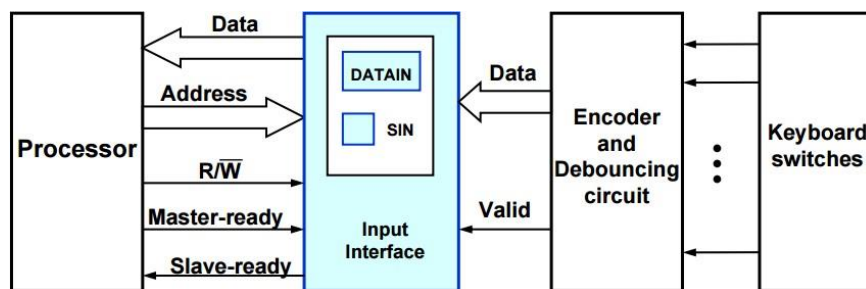 Processor
Data
Address
R/W̅
Master-ready
Slave-ready
DATAIN
SIN
Input
Interface
Data
Valid
Encoder
and
Debouncing
circuit
Keyboard
switches